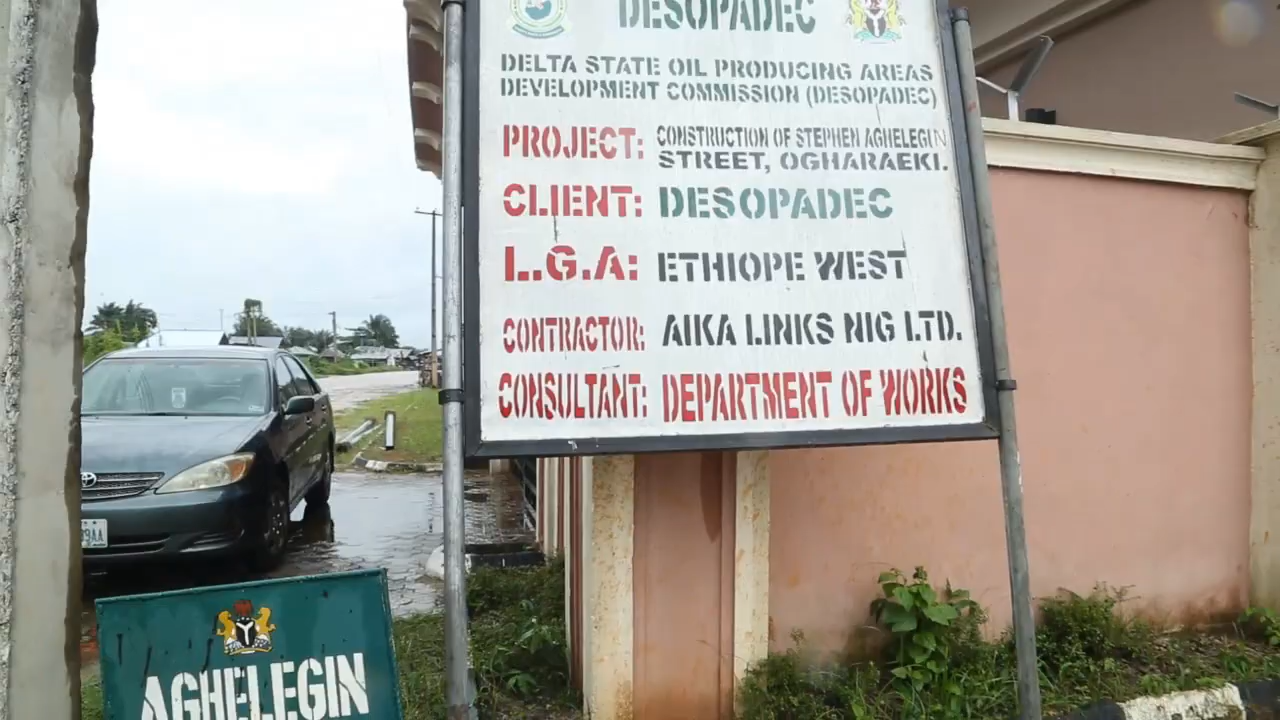 DESOPADEC
DELTA STATE OIL PRODUCING AREAS
DEVELOPMENT COMMISSION (DESOPADEC)
PROJECT: CONSTRUCTION OF STEPHEN AGHELEGIN
STREET, OGHARAEKI.
CLIENT: DESOPADEC
L.G.A: ETHIOPE WEST
CONTRACTOR: AIKA LINKS NIG LTD.
CONSULTANT: DEPARTMENT OF WORKS
AGHELEGIN